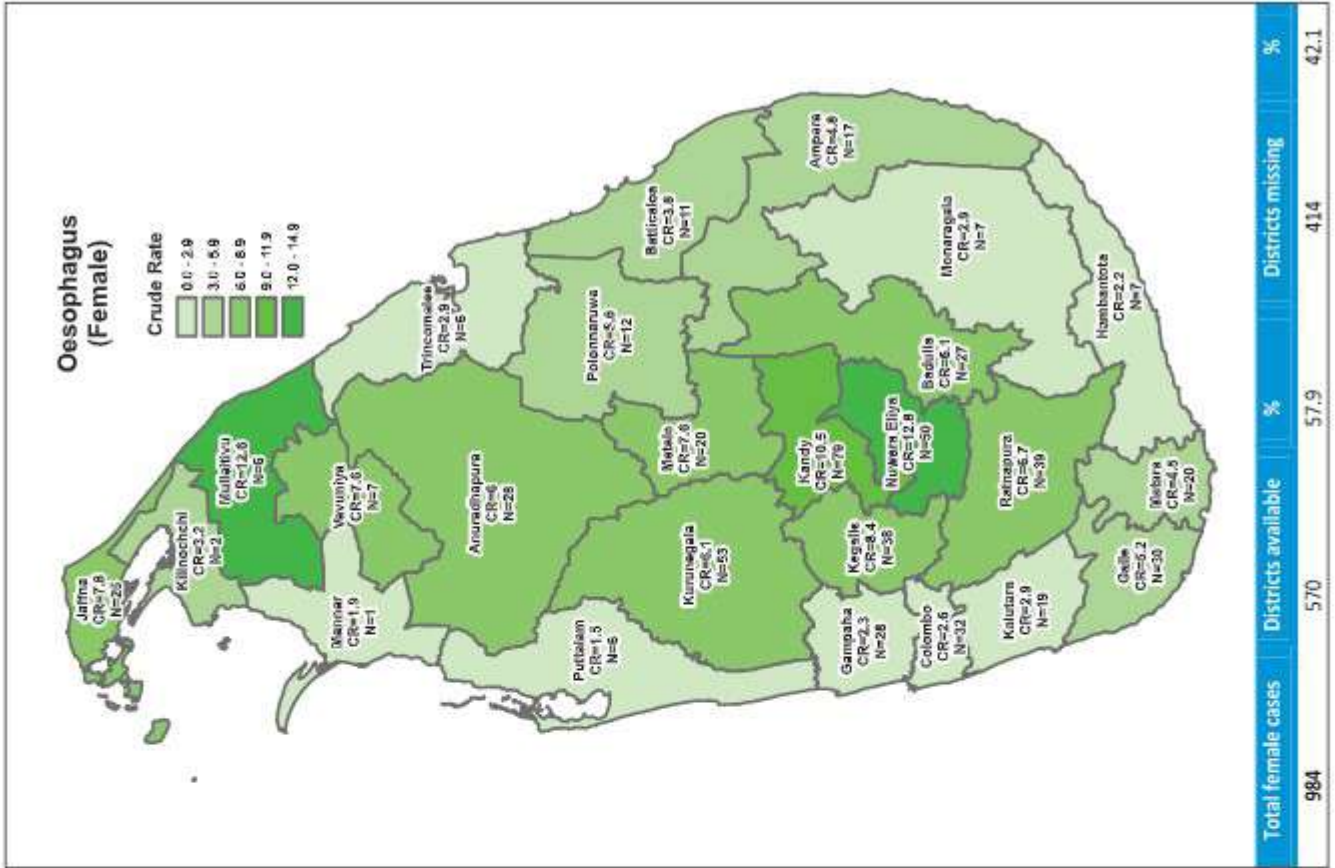 Oesophagus
(Female)
Crude Rate
0.0 - 2.9
3.0 - 5.9
6.0 - 8.9
9.0 - 11.9
12.0 - 14.9
Jaffna
CR=7.8
N=26
Kilinochchi
CR=3.2
N=2
Mullaitivu
CR=12.6
N=6
Mannar
CR=1.9
N=1
Vavuniya
CR=7.6
N=7
Trincomalee
CR=2.9
N=6
Anuradhapura
CR=6
N=28
Puttalam
CR=1.5
N=6
Polonnaruwa
CR=5.6
N=12
Batticaloa
CR=3.8
N=11
Kurunegala
CR=6.1
N=53
Matale
CR=7.6
N=20
Ampara
CR=4.8
N=17
Kandy
CR=10.5
N=79
Kegalle
CR=8.4
N=38
Gampaha
CR=2.3
N=28
Nuwara Eliya
CR=12.8
N=50
Badulla
CR=6.1
N=27
Monaragala
CR=2.9
N=7
Colombo
CR=2.6
N=32
Ratnapura
CR=6.7
N=39
Kalutara
CR=2.9
N=19
Hambantota
CR=2.2
N=7
Galle
CR=5.2
N=30
Matara
CR=4.5
N=20
Total female cases Districts available % Districts missing %
984 570 57.9 414 42.1